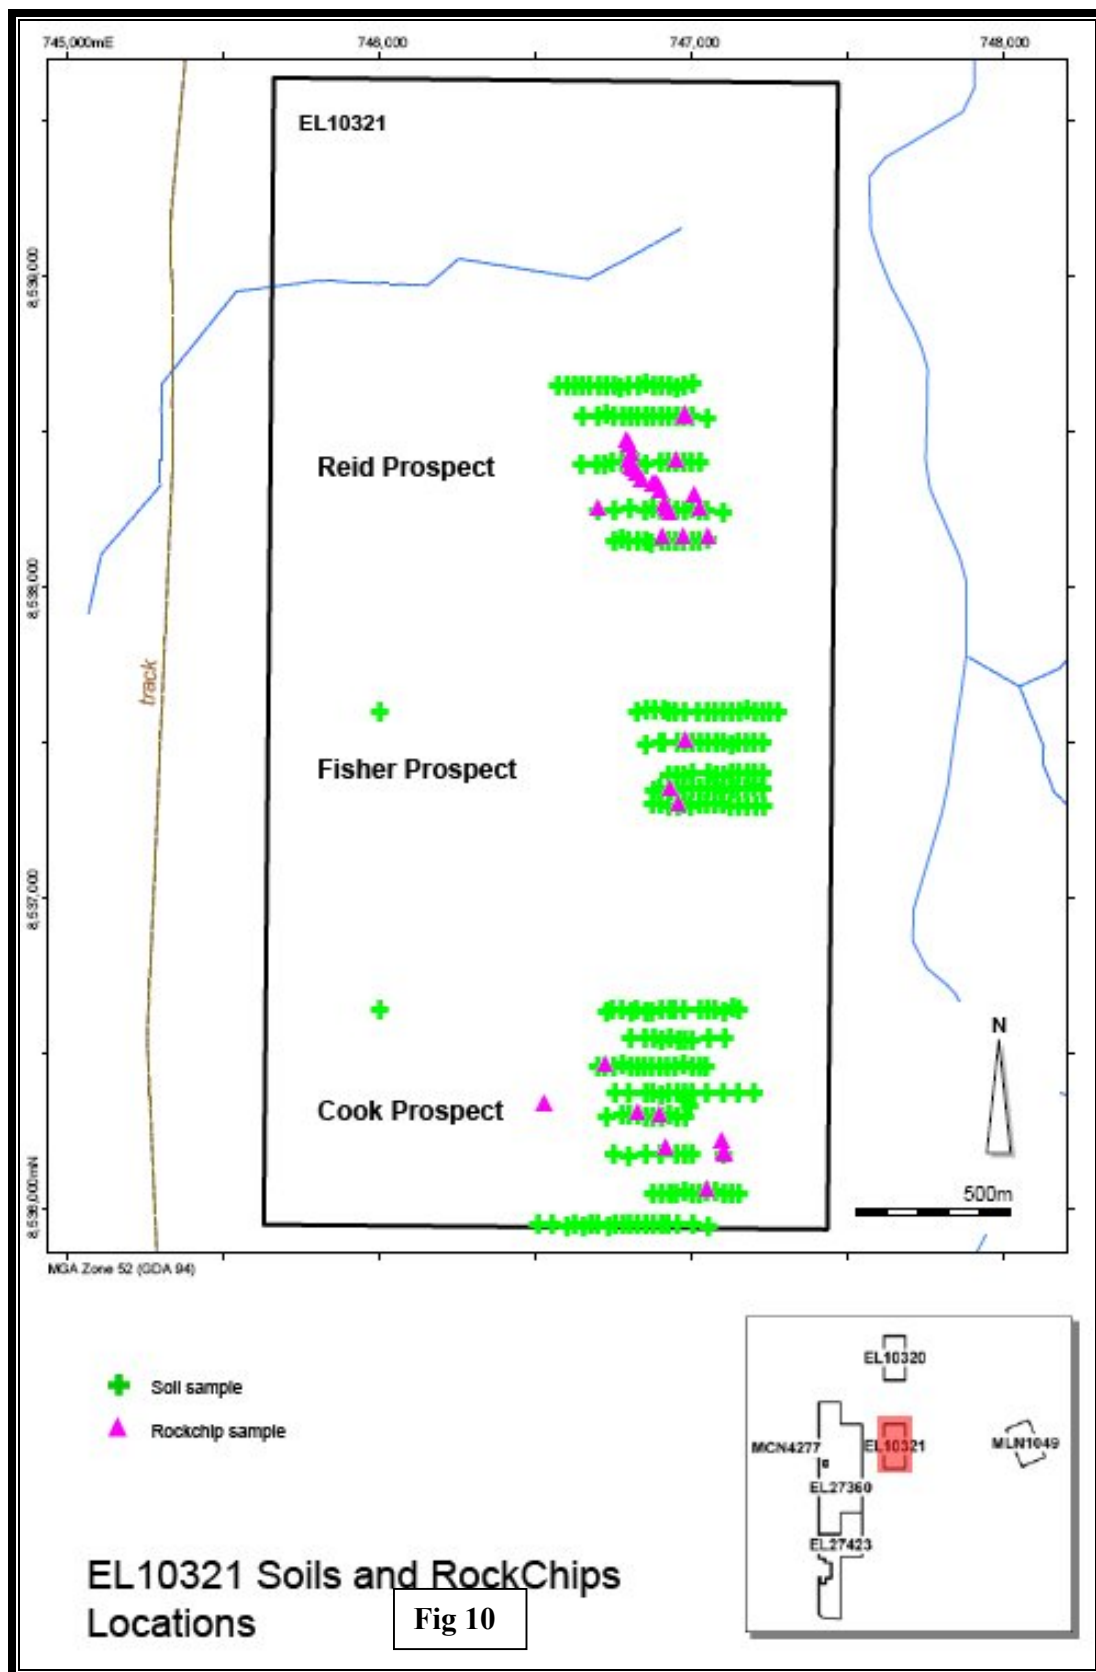 745,000mE
746,000
747,000
748,000
EL10321
8,539,000
Reid Prospect
8,538,000
track
Fisher Prospect
8,537,000
N
Cook Prospect
500m
8,536,000mN
MGA Zone 52 (GDA 94)
Soil sample
Rockchip sample
EL10320
MCN4277
EL10321
MLN1049
EL27360
EL27423
EL10321 Soils and RockChips
Locations
Fig 10